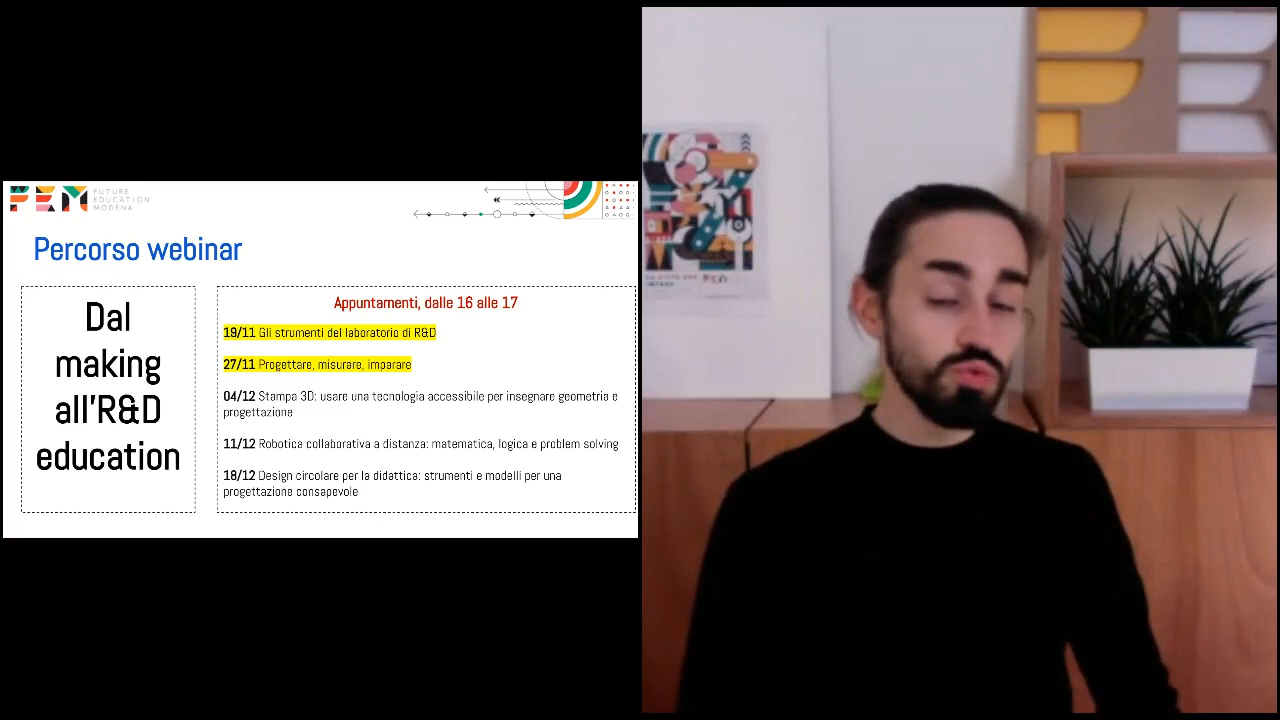 FEM
FUTURE
EDUCATION
MODENA
Percorso webinar
Dal
making
all'R&D
education
Appuntamenti, dalle 16 alle 17
19/11 Gli strumenti del laboratorio di R&D
27/11 Progettare, misurare, imparare
04/12 Stampa 3D: usare una tecnologia accessibile per insegnare geometria e
progettazione
11/12 Robotica collaborativa a distanza: matematica, logica e problem solving
18/12 Design circolare per la didattica: strumenti e modelli per una
progettazione consapevole
FEM